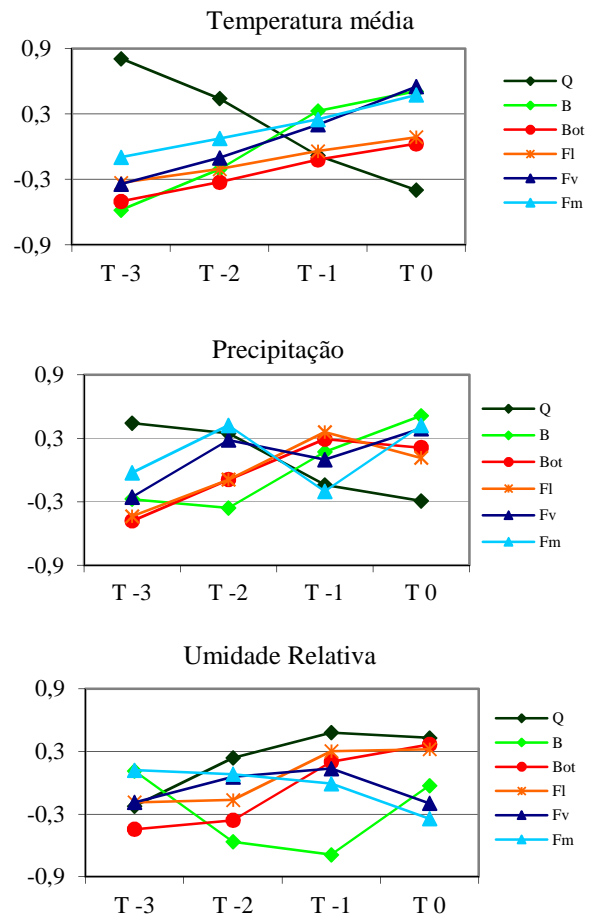 Temperatura média
0,9
0,3
-0,3
-0,9
T -3 T -2 T -1 T 0
Q
B
Bot
Fl
Fv
Fm
Precipitação
0,9
0,3
-0,3
-0,9
T -3 T -2 T -1 T 0
Q
B
Bot
Fl
Fv
Fm
Umidade Relativa
0,9
0,3
-0,3
-0,9
T -3 T -2 T -1 T 0
Q
B
Bot
Fl
Fv
Fm